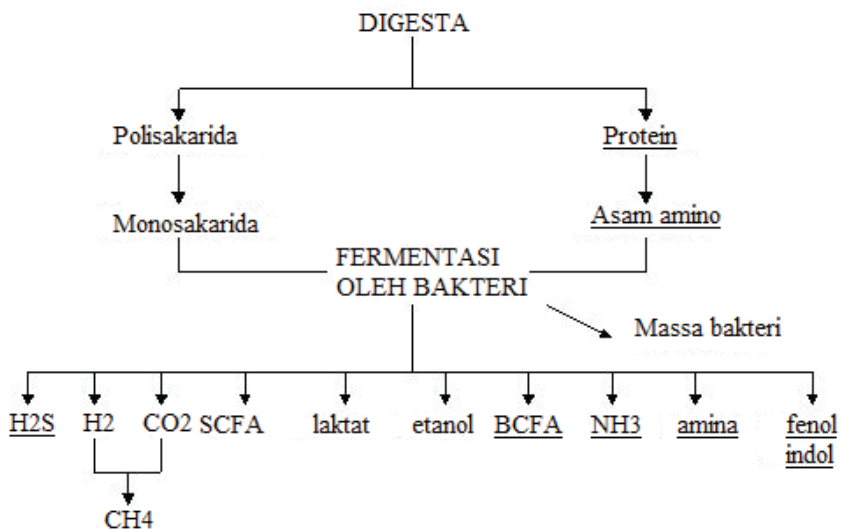 DIGESTA
Polisakarida
Protein
Monosakarida
Asam amino
FERMENTASI
OLEH BAKTERI
Massa bakteri
H2S H2 CO2 SCFA laktat etanol BCFA NH3 amina fenol
indol
CH4